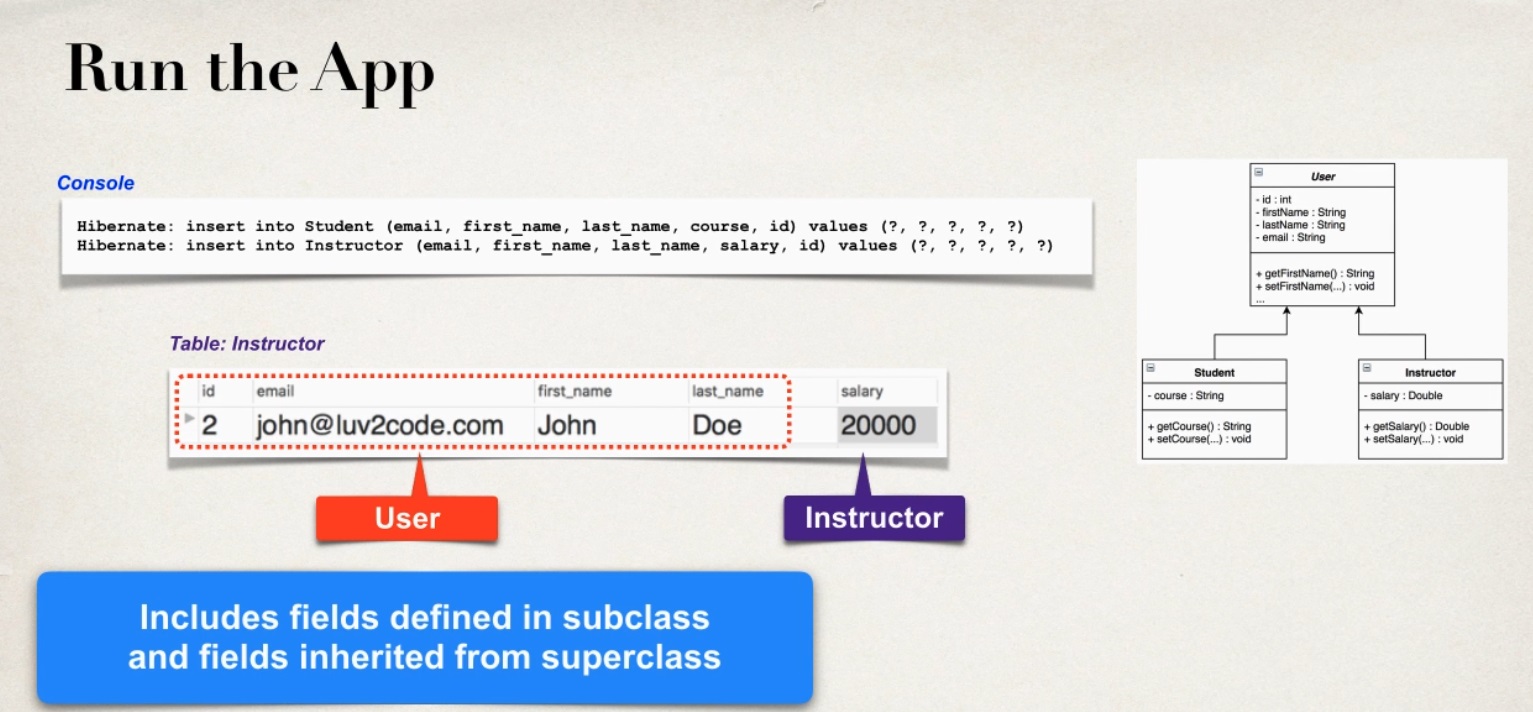 Run the App
Console
Hibernate: insert into Student (email, first_name, last_name, course, id) values (?, ?, ?, ?, ?)
Hibernate: insert into Instructor (email, first_name, last_name, salary, id) values (?, ?, ?, ?, ?)
Table: Instructor
id email first_name last_name salary
2 john@luv2code.com John Doe 20000
User
Instructor
Includes fields defined in subclass
and fields inherited from superclass
User
- id : int
- firstName : String
- lastName : String
- email : String
+ getFirstName() : String
+ setFirstName(...) : void
...
Student
- course : String
+ getCourse() : String
+ setCourse(...) : void
Instructor
- salary : Double
+ getSalary() : Double
+ setSalary(...) : void